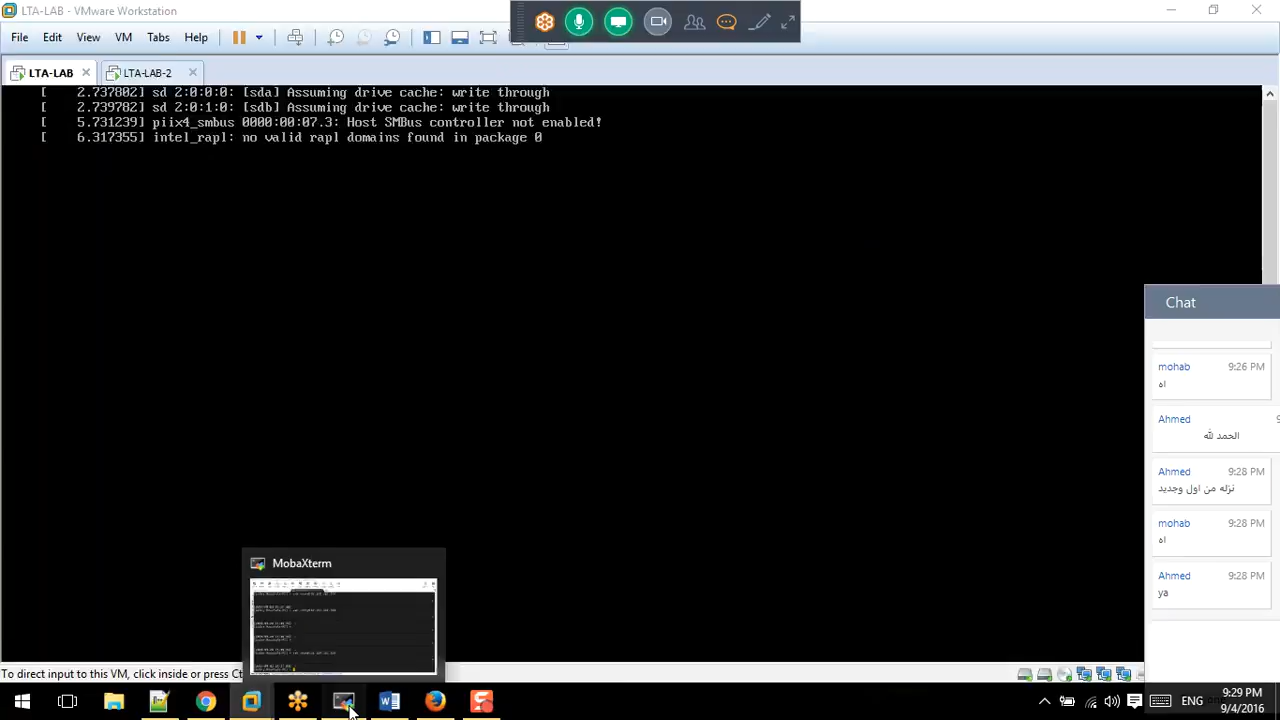 LTA-LAB - VMware Workstation
Edit
VM
Tabs
Help
LTA-LAB
LTA-LAB-2
[    2.737802] sd 2:0:0:0: [sda] Assuming drive cache: write through
[    2.739782] sd 2:0:1:0: [sdb] Assuming drive cache: write through
[    5.731239] piix4_smbus 0000:00:07.3: Host SMBus controller not enabled!
[    6.317355] intel_rapl: no valid rapl domains found in package 0
Chat
mohab 9:26 PM
اه
Ahmed
الحمد لله
Ahmed 9:28 PM
نزله من اول وجديد
mohab 9:28 PM
اه
Ahmed 9:28 PM
ya
MobaXterm
To direct input to this VM, click inside or press Ct
ENG
9:29 PM
9/4/2016